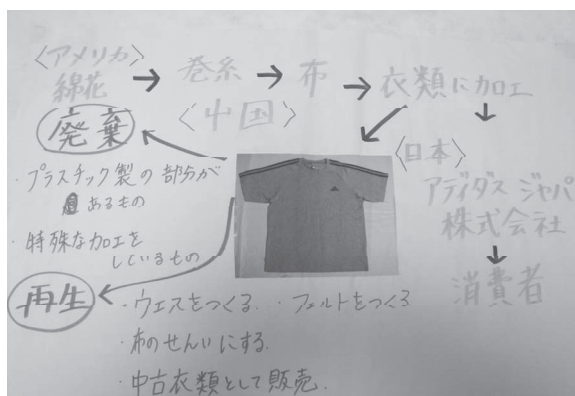 〈アメリカ〉
綿花 → 巻糸 → 布 → 衣類に加工
〈中国〉
廃棄
・プラスチック製の部分が
あるもの
・特殊な加工を
しているもの
〈日本〉
アディダス ジャパ
株式会社
消費者
再生
・ウエスをつくる. ・フェルトをつくる
・布のせんいにする.
・中古衣類として販売.